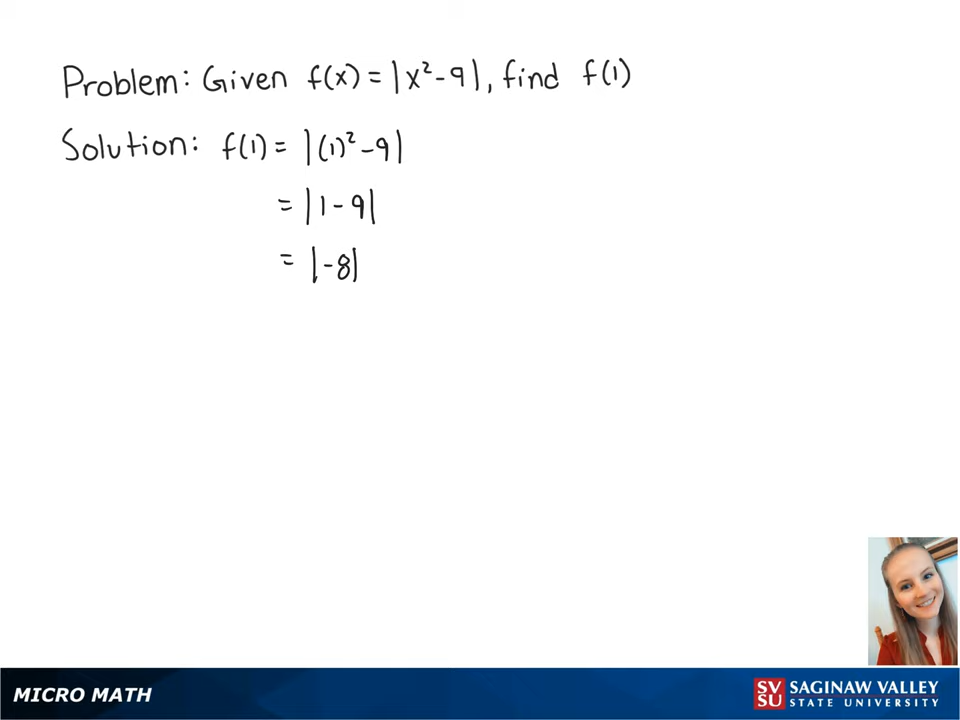 Problem: Given f(x) = |x² - 9|, find f(1)
Solution: f(1) = |(1)² - 9|
= |1 - 9|
= |-8|
MICRO MATH
SV SU SAGINAW VALLEY
STATE UNIVERSITY